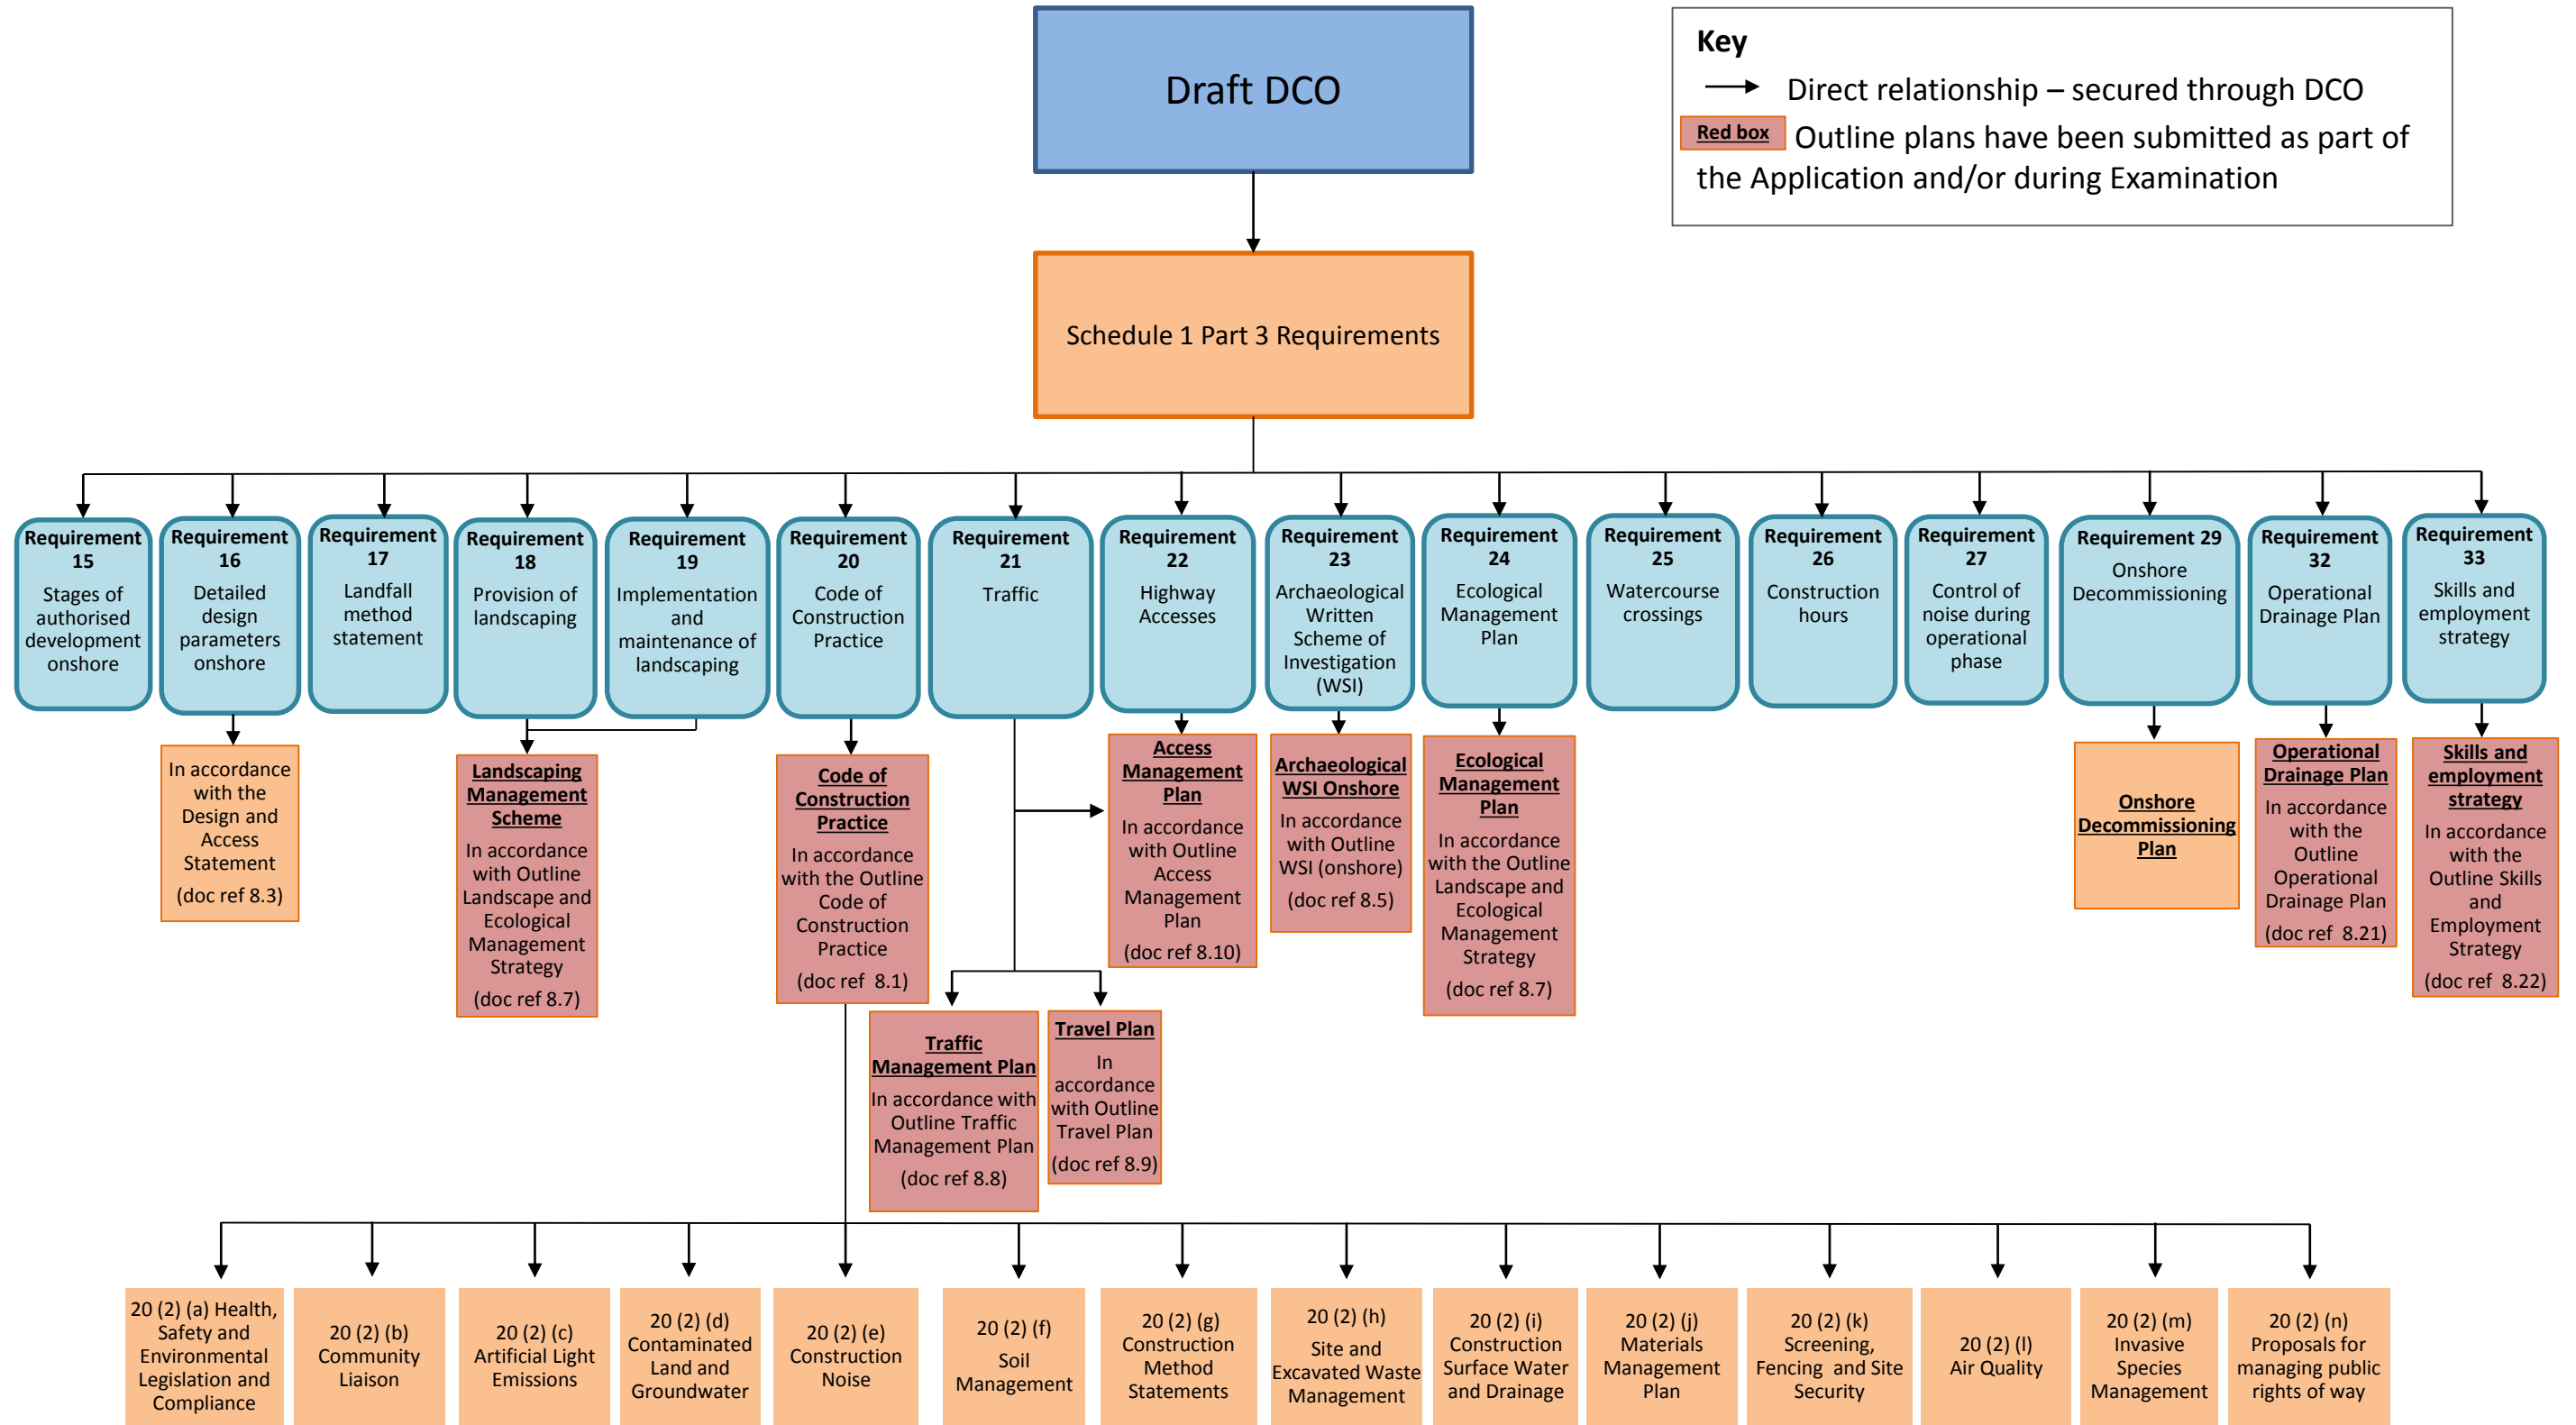 Draft DCO
Key
Direct relationship – secured through DCO
Red box Outline plans have been submitted as part of
the Application and/or during Examination
Schedule 1 Part 3 Requirements
Requirement
15
Stages of
authorised
development
onshore
Requirement
16
Detailed
design
parameters
onshore
Requirement
17
Landfall
method
statement
Requirement
18
Provision of
landscaping
Requirement
19
Implementation
and
maintenance of
landscaping
Requirement
20
Code of
Construction
Practice
Requirement
21
Traffic
Requirement
22
Highway
Accesses
Requirement
23
Archaeological
Written
Scheme of
Investigation
(WSI)
Requirement
24
Ecological
Management
Plan
Requirement
25
Watercourse
crossings
Requirement
26
Construction
hours
Requirement
27
Control of
noise during
operational
phase
Requirement 29
Onshore
Decommissioning
Requirement
32
Operational
Drainage Plan
Requirement
33
Skills and
employment
strategy
In accordance
with the
Design and
Access
Statement
(doc ref 8.3)
Landscaping
Management
Scheme
In accordance
with Outline
Landscape and
Ecological
Management
Strategy
(doc ref 8.7)
Code of
Construction
Practice
In accordance
with the Outline
Code of
Construction
Practice
(doc ref 8.1)
Access
Management
Plan
In accordance
with Outline
Access
Management
Plan
(doc ref 8.10)
Archaeological
WSI Onshore
In accordance
with Outline
WSI (onshore)
(doc ref 8.5)
Ecological
Management
Plan
In accordance
with the Outline
Landscape and
Ecological
Management
Strategy
(doc ref 8.7)
Onshore
Decommissioning
Plan
Operational
Drainage Plan
In accordance
with the
Outline
Operational
Drainage Plan
(doc ref 8.21)
Skills and
employment
strategy
In accordance
with the
Outline Skills
and
Employment
Strategy
(doc ref 8.22)
Traffic
Management Plan
In accordance with
Outline Traffic
Management Plan
(doc ref 8.8)
Travel Plan
In
accordance
with Outline
Travel Plan
(doc ref 8.9)
20 (2) (a) Health,
Safety and
Environmental
Legislation and
Compliance
20 (2) (b)
Community
Liaison
20 (2) (c)
Artificial Light
Emissions
20 (2) (d)
Contaminated
Land and
Groundwater
20 (2) (e)
Construction
Noise
20 (2) (f)
Soil
Management
20 (2) (g)
Construction
Method
Statements
20 (2) (h)
Site and
Excavated Waste
Management
20 (2) (i)
Construction
Surface Water
and Drainage
20 (2) (j)
Materials
Management
Plan
20 (2) (k)
Screening,
Fencing and Site
Security
20 (2) (l)
Air Quality
20 (2) (m)
Invasive
Species
Management
20 (2) (n)
Proposals for
managing public
rights of way